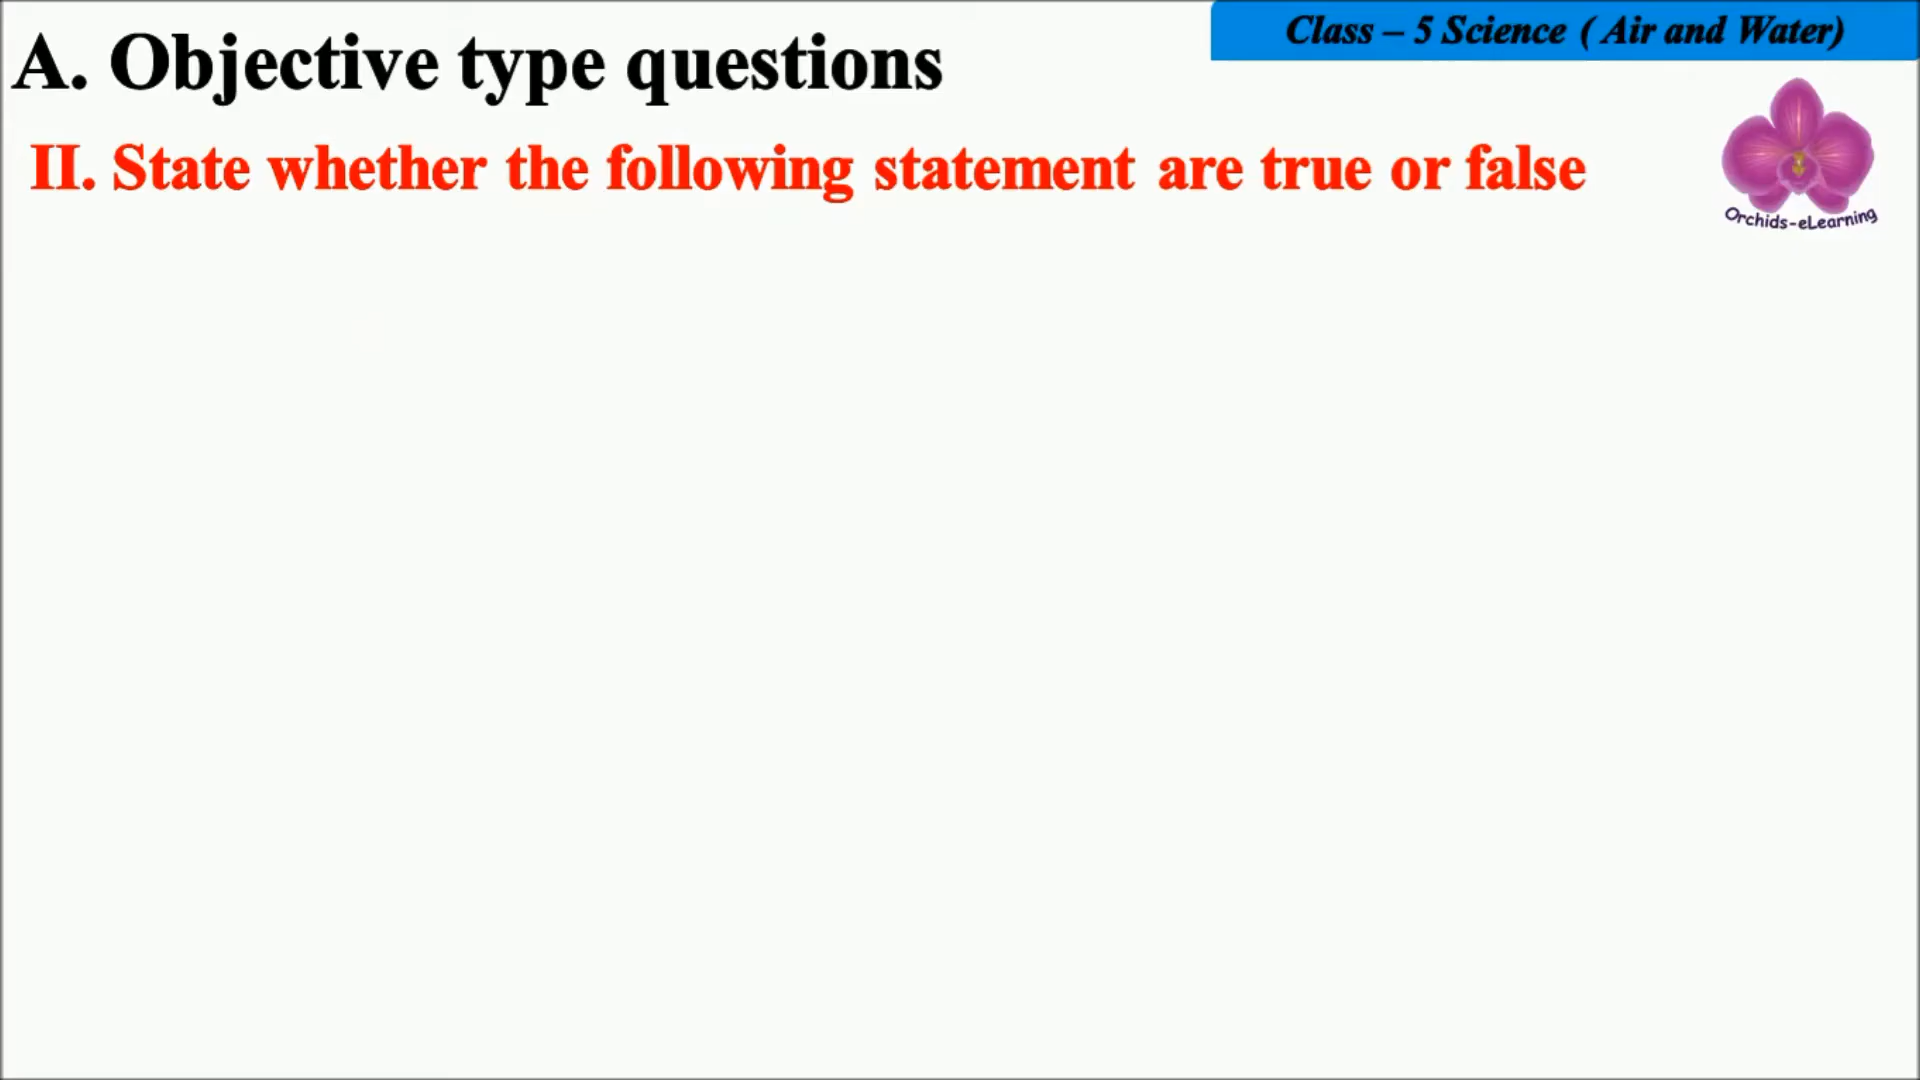 Class – 5 Science ( Air and Water)
A. Objective type questions
II. State whether the following statement are true or false
Orchids-eLearning